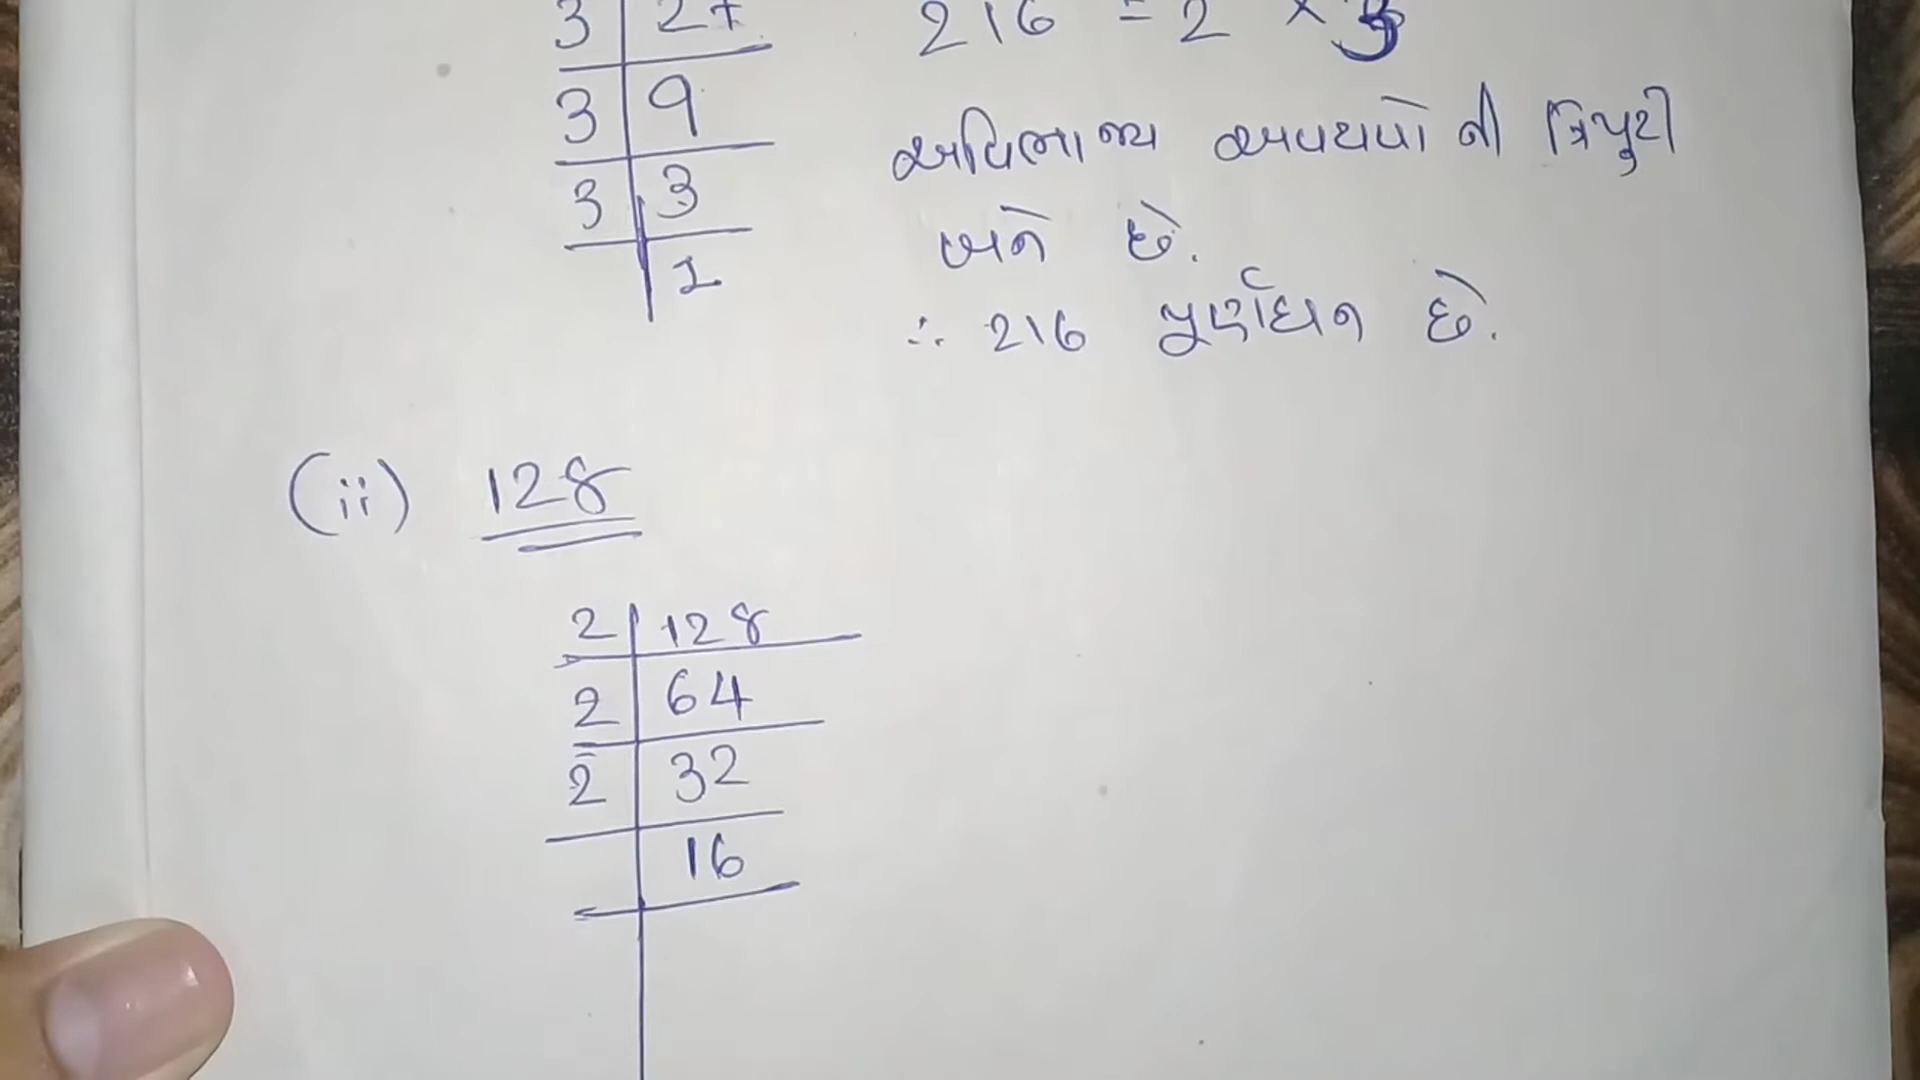 3 | 27
216 = 2 × 3
3 | 9
અવિભાજ્ય અવયવો ની ત્રિપુટી
3 | 3
બને છે.
1
∴ 216 પૂર્ણઘન છે.
(ii) 128
2 | 128
2 | 64
2 | 32
16